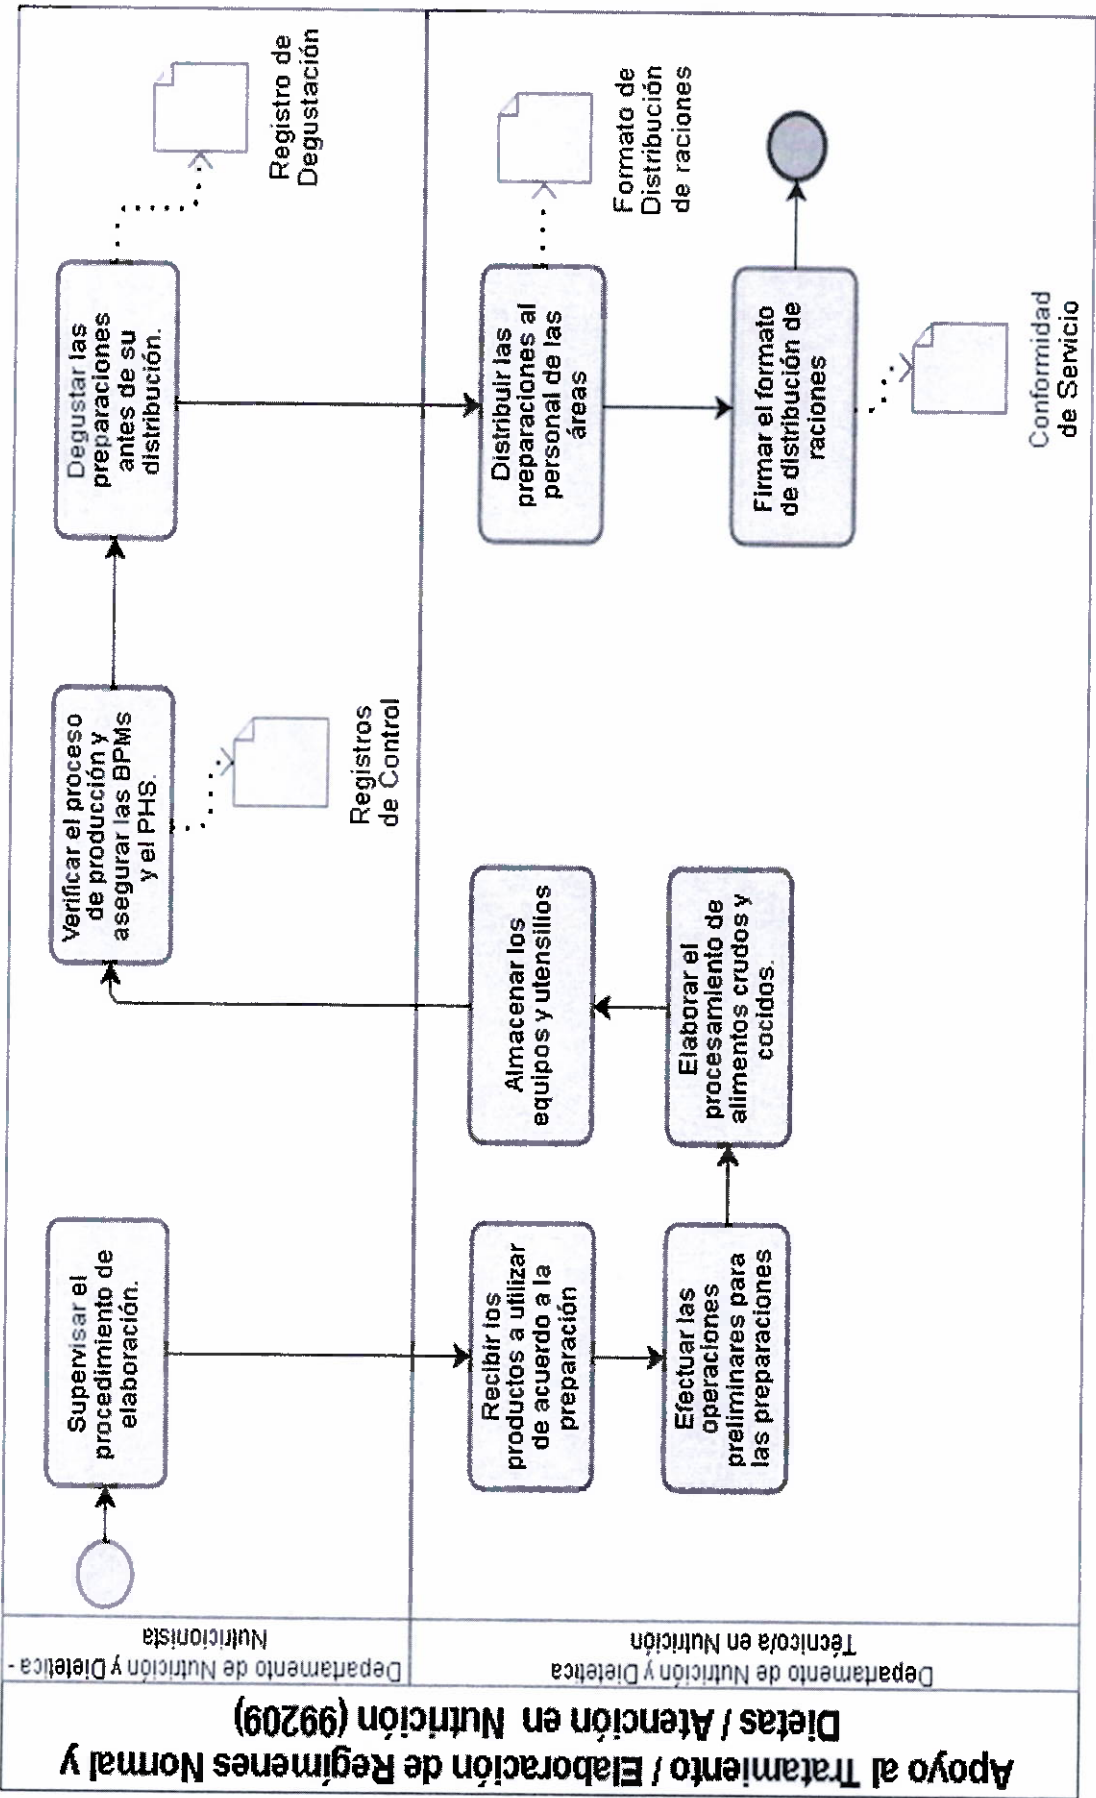 Apoyo al Tratamiento / Elaboración de Regímenes Normal y
Dietas / Atención en Nutrición (99209)
Departamento de Nutrición y Dietetica -
Nutricionista
Supervisar el
procedimiento de
elaboración.
Verificar el proceso
de producción y
asegurar las BPMs
y el PHS.
Registros
de Control
Degustar las
preparaciones
antes de su
distribución.
Registro de
Degustación
Departamento de Nutrición y Dietetica
Técnico/a en Nutrición
Recibir los
productos a utilizar
de acuerdo a la
preparación
Efectuar las
operaciones
preliminares para
las preparaciones
Elaborar el
procesamiento de
alimentos crudos y
cocidos.
Almacenar los
equipos y utensilios
Distribuir las
preparaciones al
personal de las
áreas
Formato de
Distribución
de raciones
Firmar el formato
de distribución de
raciones
Conformidad
de Servicio